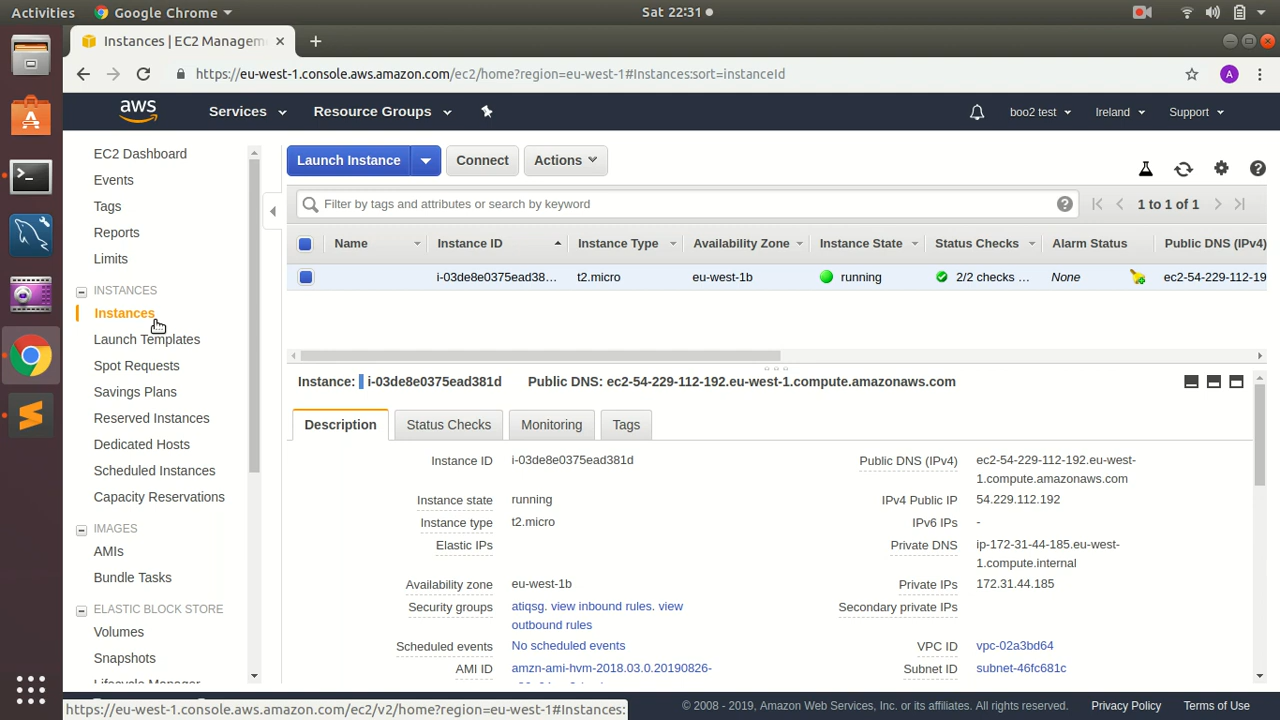 Activities
Google Chrome
Sat 22:31
Instances | EC2 Managem
https://eu-west-1.console.aws.amazon.com/ec2/home?region=eu-west-1#Instances:sort=instanceId
A
aws
Services
Resource Groups
boo2 test
Ireland
Support
EC2 Dashboard
Events
Tags
Reports
Limits
INSTANCES
Instances
Launch Templates
Spot Requests
Savings Plans
Reserved Instances
Dedicated Hosts
Scheduled Instances
Capacity Reservations
IMAGES
AMIs
Bundle Tasks
ELASTIC BLOCK STORE
Volumes
Snapshots
Lifecycle Manager
Launch Instance
Connect
Actions
Filter by tags and attributes or search by keyword
1 to 1 of 1
Name Instance ID Instance Type Availability Zone Instance State Status Checks Alarm Status Public DNS (IPv4)
i-03de8e0375ead38... t2.micro eu-west-1b running 2/2 checks ... None ec2-54-229-112-19
Instance: i-03de8e0375ead381d Public DNS: ec2-54-229-112-192.eu-west-1.compute.amazonaws.com
Description
Status Checks
Monitoring
Tags
Instance ID i-03de8e0375ead381d
Instance state running
Instance type t2.micro
Elastic IPs
Availability zone eu-west-1b
Security groups atiqsg. view inbound rules. view
outbound rules
Scheduled events No scheduled events
AMI ID amzn-ami-hvm-2018.03.0.20190826-
Public DNS (IPv4) ec2-54-229-112-192.eu-west-
1.compute.amazonaws.com
IPv4 Public IP 54.229.112.192
IPv6 IPs -
Private DNS ip-172-31-44-185.eu-west-
1.compute.internal
Private IPs 172.31.44.185
Secondary private IPs
VPC ID vpc-02a3bd64
Subnet ID subnet-46fc681c
https://eu-west-1.console.aws.amazon.com/ec2/v2/home?region=eu-west-1#Instances:
© 2008 - 2019, Amazon Web Services, Inc. or its affiliates. All rights reserved.
Privacy Policy
Terms of Use